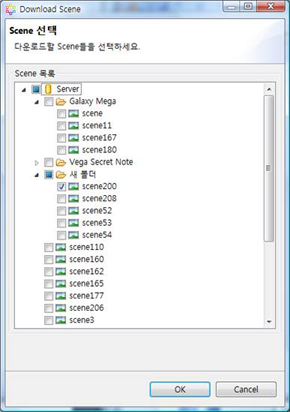 Download Scene
Scene 선택
다운로드할 Scene들을 선택하세요.
Scene 목록
Server
Galaxy Mega
scene
scene11
scene167
scene180
Vega Secret Note
새 폴더
scene200
scene208
scene52
scene53
scene54
scene110
scene160
scene162
scene165
scene177
scene206
scene3
OK
Cancel